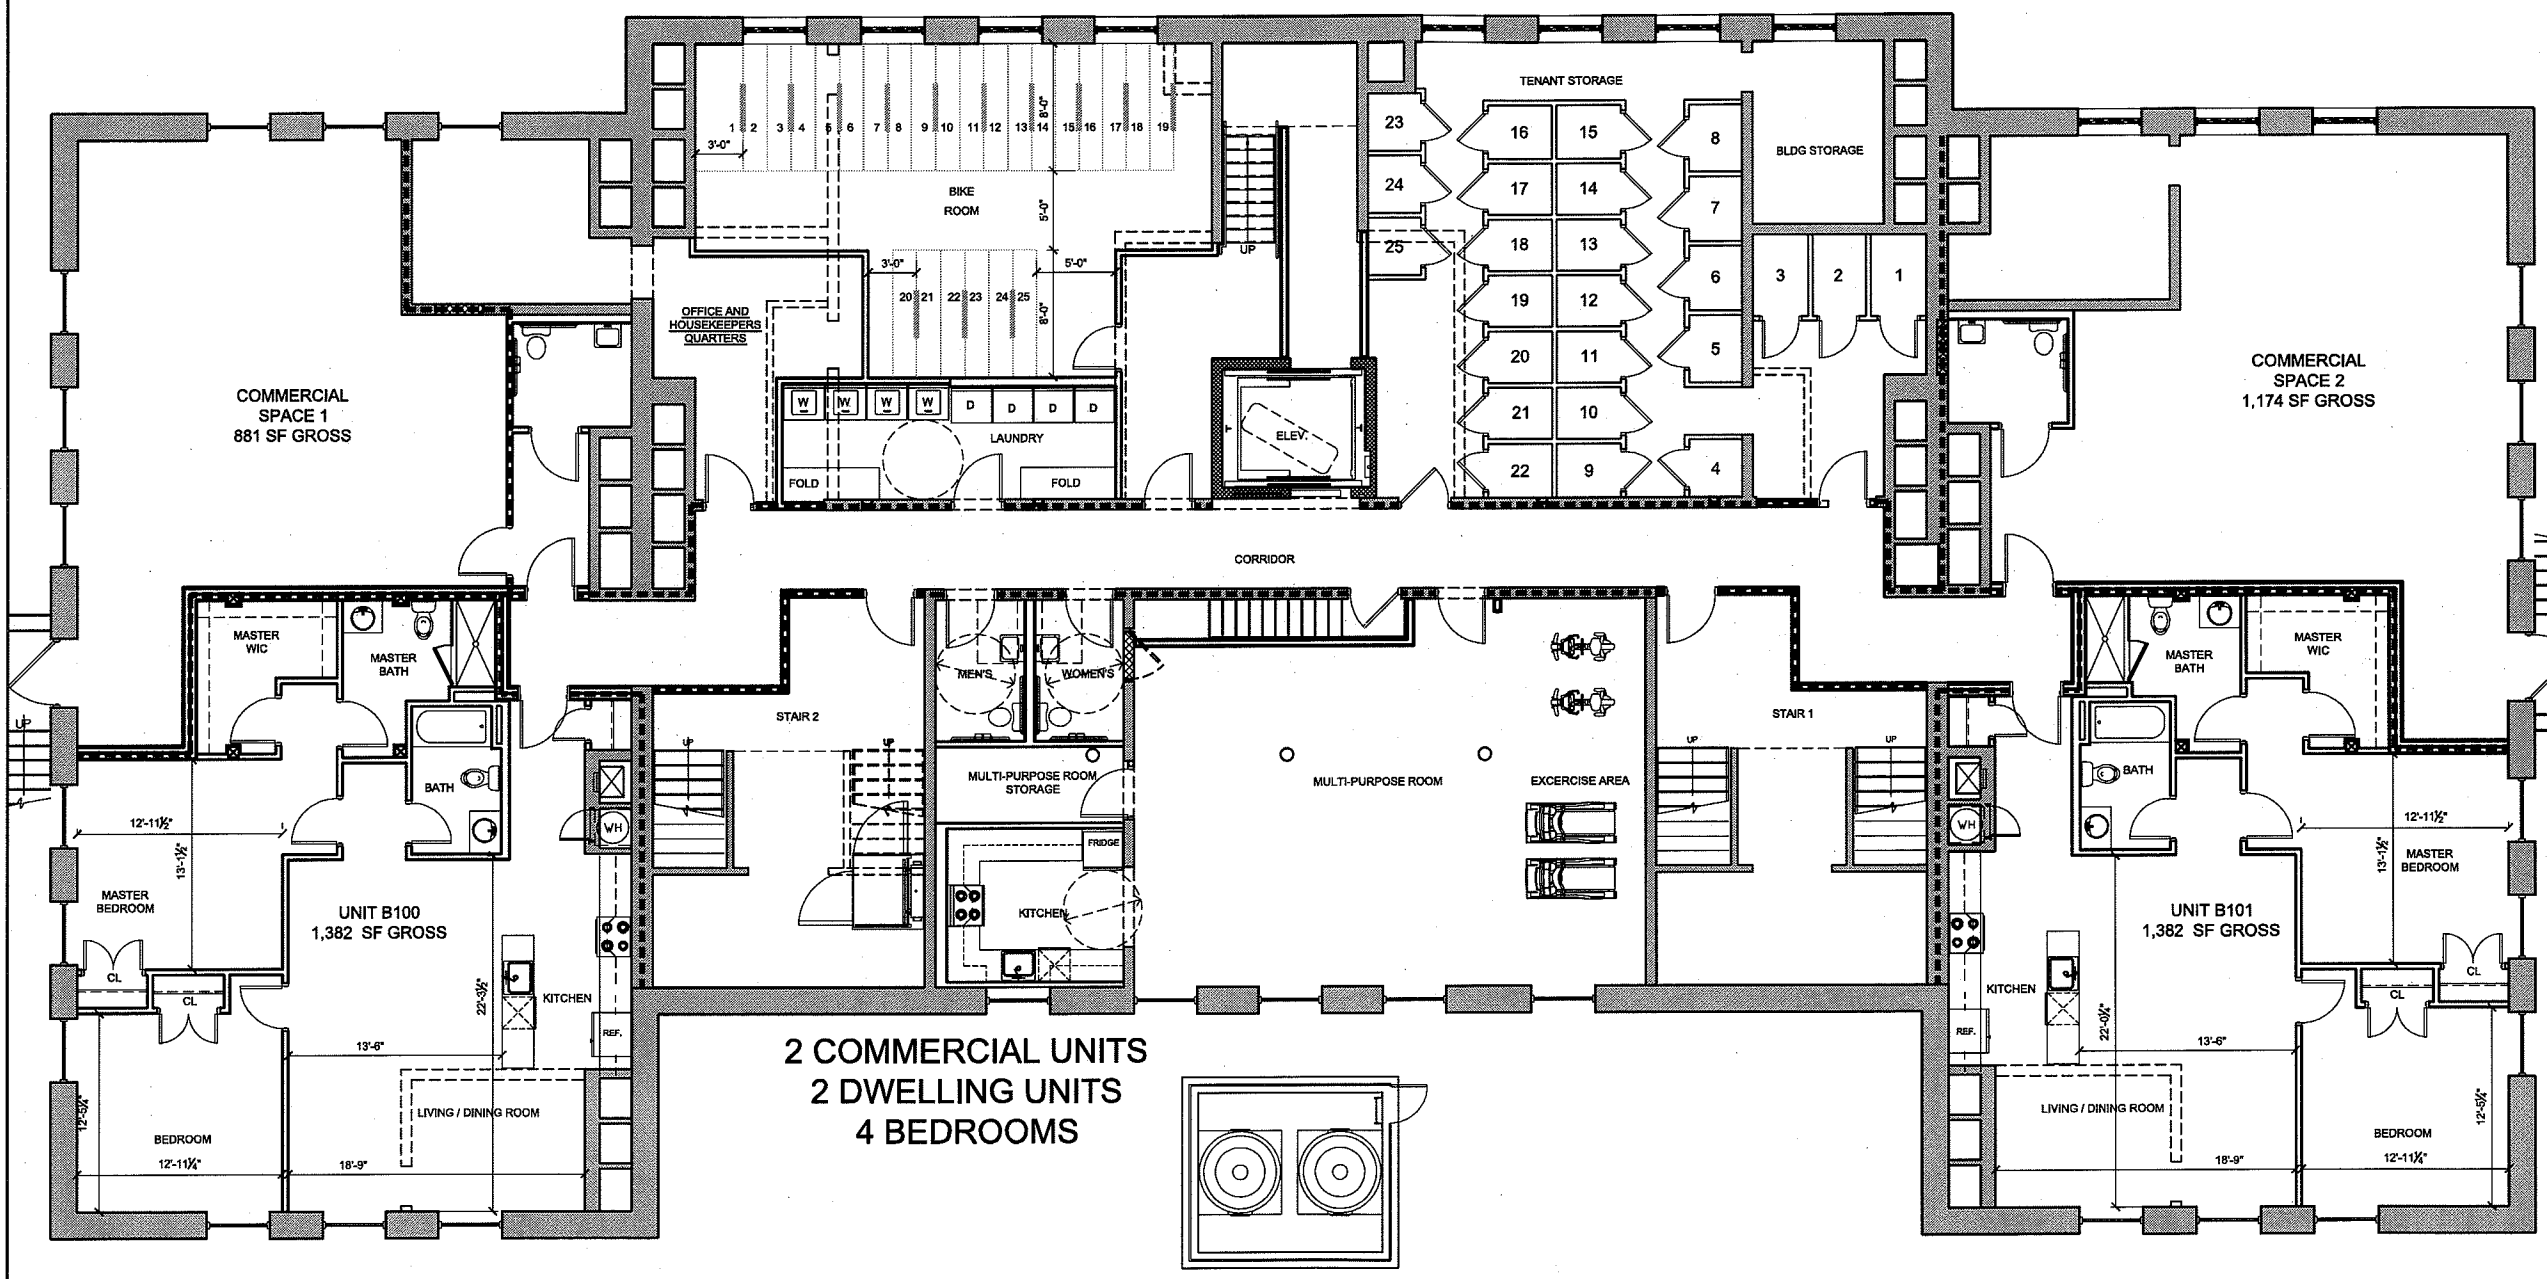 TENANT STORAGE
23
24
25
16
15
17
14
18
13
19
12
20
11
21
10
22
9
8
7
6
5
4
BLDG STORAGE
3
2
1
1 2
3 4
5 6
7 8
9 10
11 12
13 14
15 16
17 18
19
3'-0"
8'-0"
BIKE
ROOM
5'-0"
3'-0"
5'-0"
20 21
22 23
24 25
8'-0"
UP
OFFICE AND
HOUSEKEEPERS
QUARTERS
COMMERCIAL
SPACE 1
881 SF GROSS
COMMERCIAL
SPACE 2
1,174 SF GROSS
W
W
W
W
D
D
D
D
LAUNDRY
FOLD
FOLD
ELEV.
CORRIDOR
MASTER
WIC
MASTER
BATH
BATH
UP
WH
12'-11½"
13'-1½"
MASTER
BEDROOM
CL
CL
UNIT B100
1,382 SF GROSS
22'-3½"
KITCHEN
REF.
13'-6"
LIVING / DINING ROOM
18'-9"
BEDROOM
12'-11¼"
12'-5¼"
STAIR 2
UP
UP
MEN'S
WOMEN'S
MULTI-PURPOSE ROOM
STORAGE
FRIDGE
KITCHEN
MULTI-PURPOSE ROOM
EXCERCISE AREA
STAIR 1
UP
UP
MASTER
BATH
MASTER
WIC
BATH
WH
12'-11½"
13'-1½"
MASTER
BEDROOM
CL
CL
UNIT B101
1,382 SF GROSS
22'-0¼"
KITCHEN
REF.
13'-6"
LIVING / DINING ROOM
18'-9"
BEDROOM
12'-11¼"
12'-5¼"
2 COMMERCIAL UNITS
2 DWELLING UNITS
4 BEDROOMS